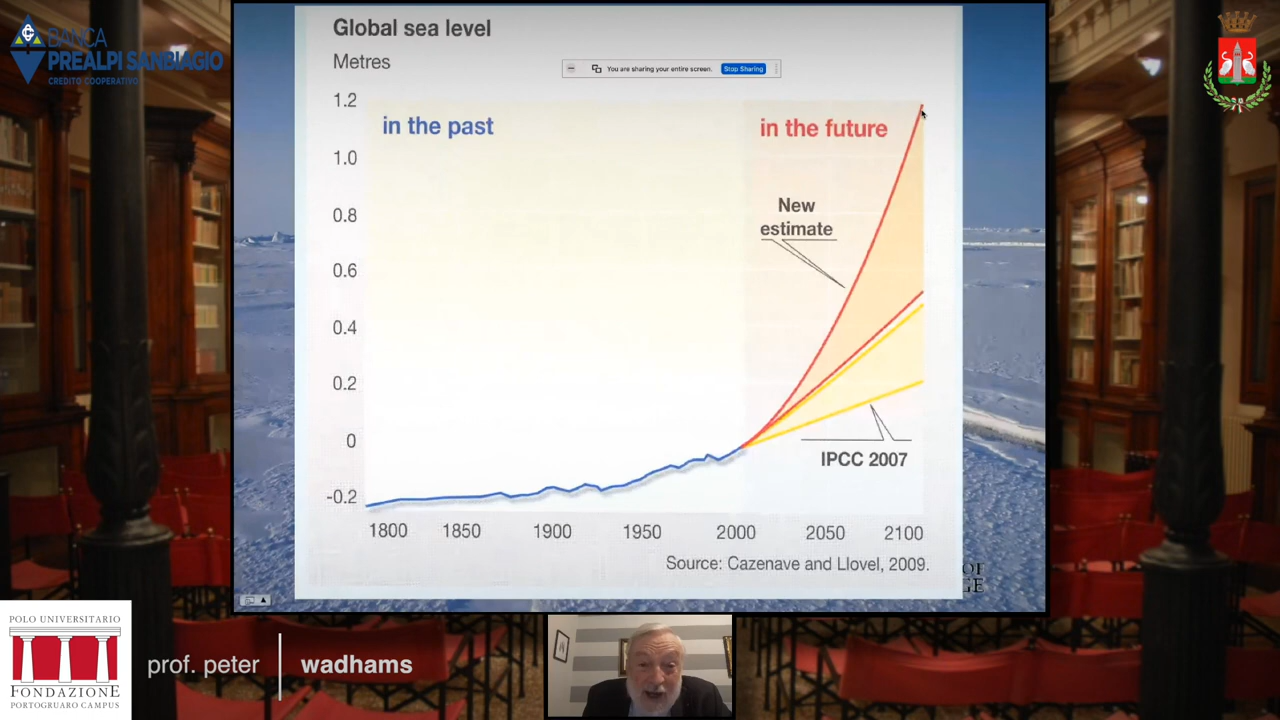 BANCA
PREALPI SANBIAGIO
CREDITO COOPERATIVO
Global sea level
Metres
You are sharing your entire screen.
Stop Sharing
1.2
1.0
0.8
0.6
0.4
0.2
0
-0.2
in the past
in the future
New
estimate
IPCC 2007
1800 1850 1900 1950 2000 2050 2100
Source: Cazenave and Llovel, 2009.
OF
GE
POLO UNIVERSITARIO
FONDAZIONE
PORTOGRUARO CAMPUS
prof. peter
wadhams